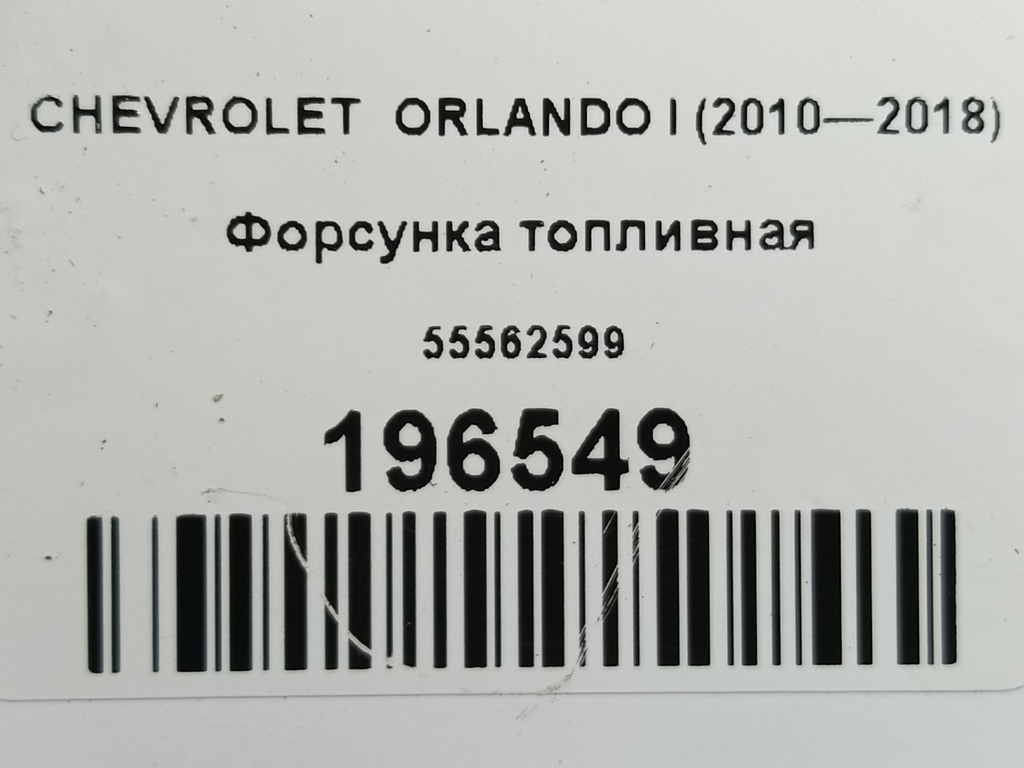 CHEVROLET ORLANDO I (2010—2018)
Форсунка топливная
55562599
196549